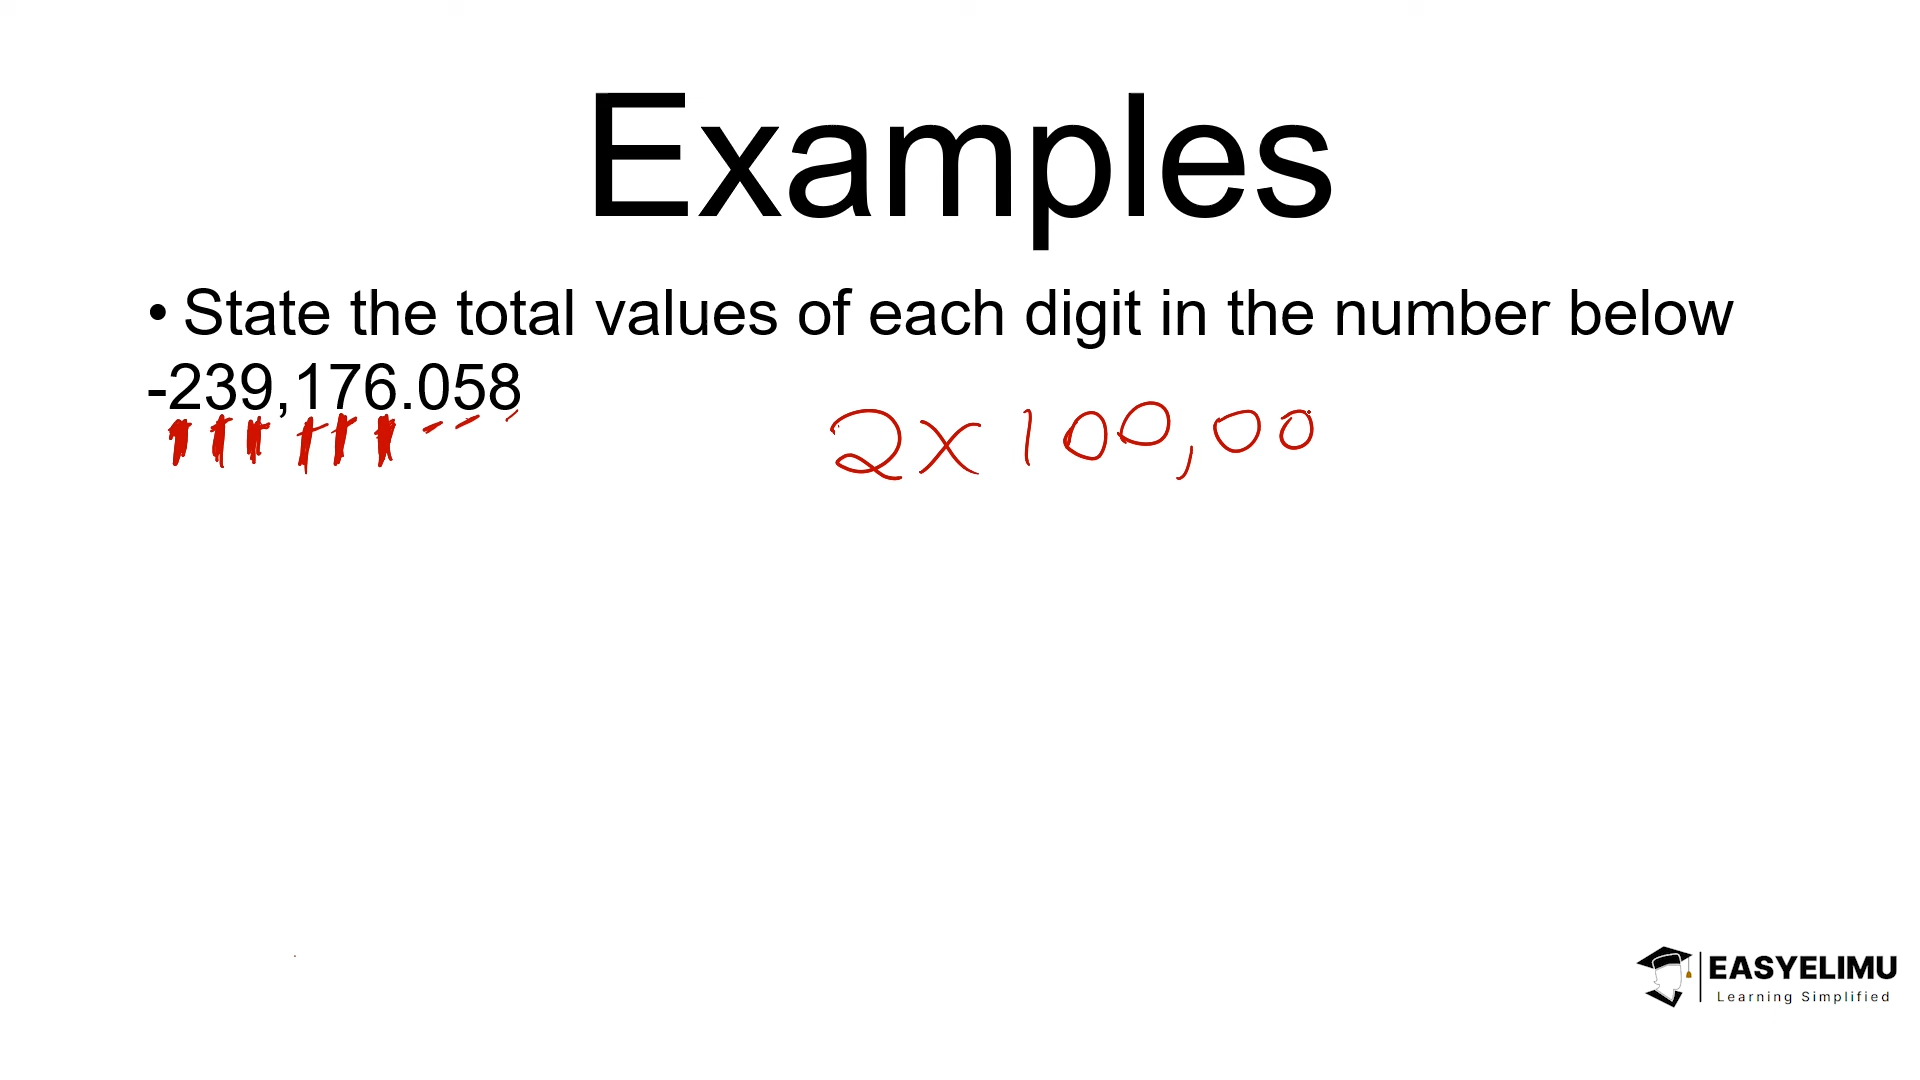 Examples
• State the total values of each digit in the number below
-239,176.058
2 x 100,00
EASYELIMU
Learning Simplified